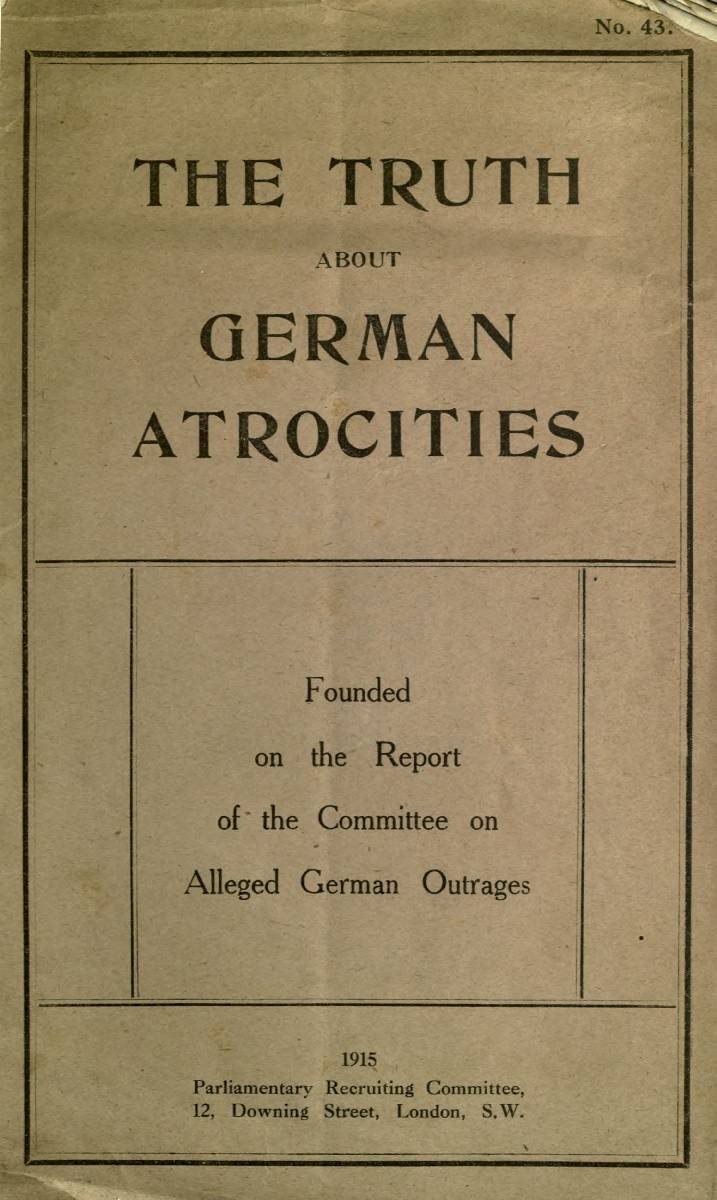 No. 43.
THE TRUTH
ABOUT
GERMAN
ATROCITIES
Founded
on the Report
of the Committee on
Alleged German Outrages
1915
Parliamentary Recruiting Committee,
12, Downing Street, London, S.W.